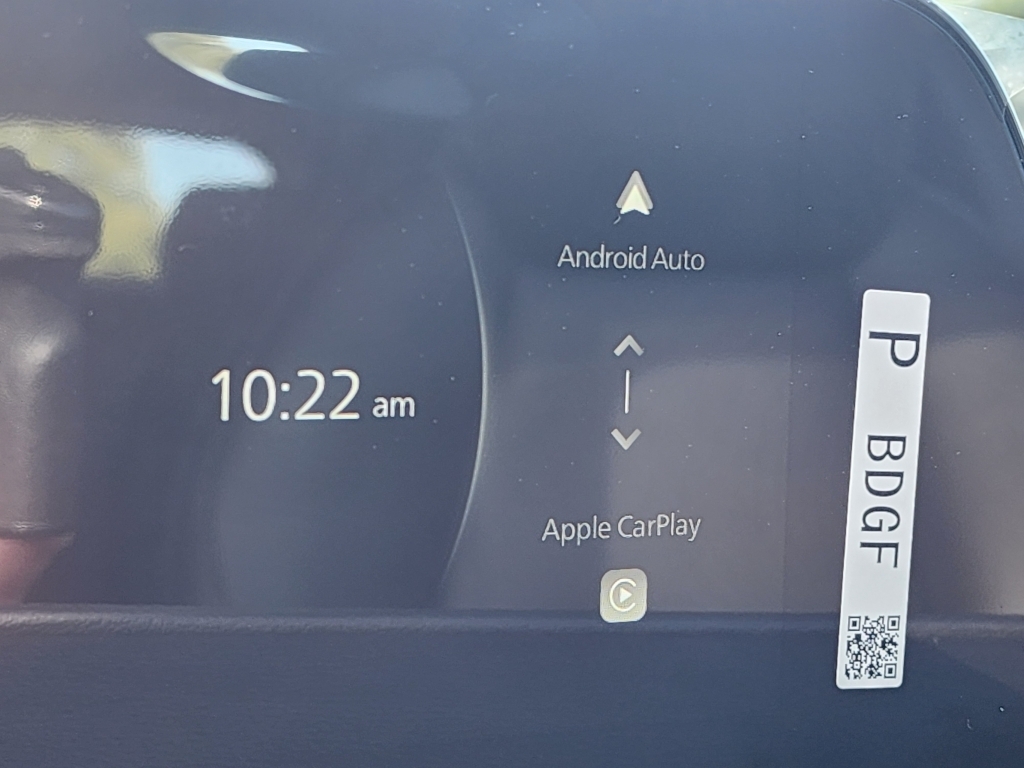 10:22 am
Android Auto
Apple CarPlay
P BDGF